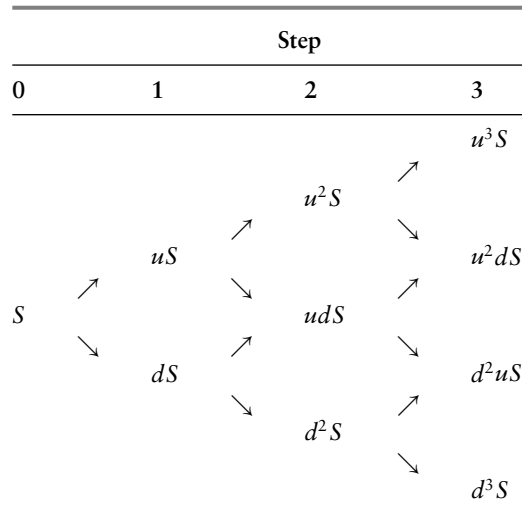 Step
0 1 2 3
u³S
↗
u²S
↗ ↘
uS u²dS
↗ ↘ ↗
S udS
↘ ↗ ↘
dS d²uS
↘ ↗
d²S
↘
d³S